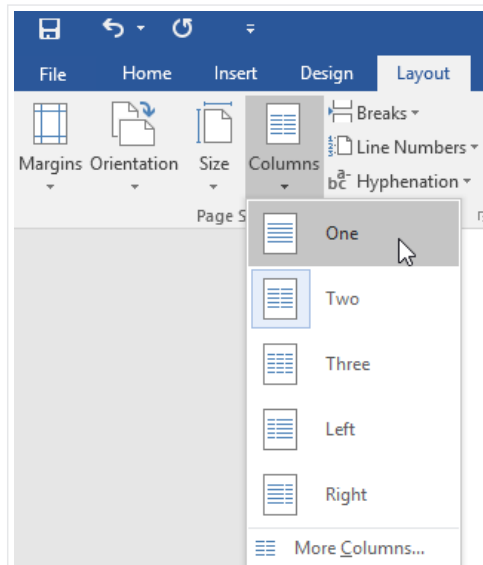 File Home Insert Design Layout
Margins Orientation Size Columns
Breaks
Line Numbers
Hyphenation
Page S
One
Two
Three
Left
Right
More Columns...